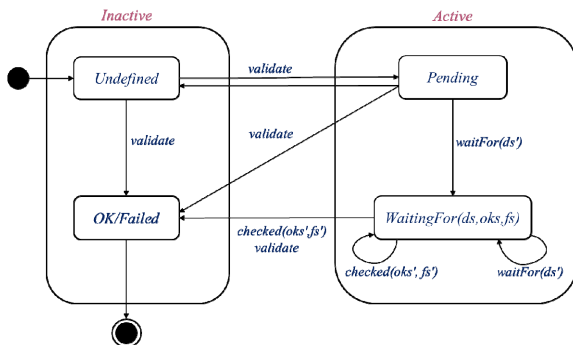 Inactive
Active
Undefined
validate
Pending
validate
validate
waitFor(ds')
OK/Failed
WaitingFor(ds,oks,fs)
checked(oks',fs')
validate
checked(oks', fs')
waitFor(ds')